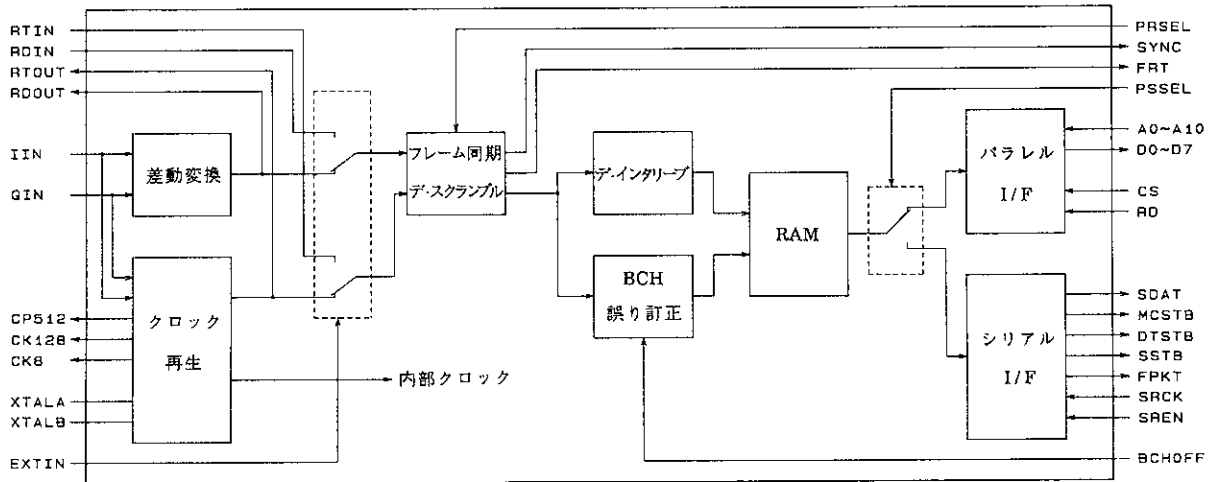 RTIN
RDIN
RTOUT
RDOUT
IIN
QIN
CP512
CK128
CK8
XTALA
XTALB
EXTIN
差動変換
クロック
再生
内部クロック
フレーム同期
デ・スクランブル
デ・インタリーブ
BCH
誤り訂正
RAM
パラレル
I/F
シリアル
I/F
PRSEL
SYNC
FRT
PSSEL
A0~A10
D0~D7
CS
RD
SDAT
MCSTB
DTSTB
SSTB
FPKT
SRCK
SREN
BCHOFF